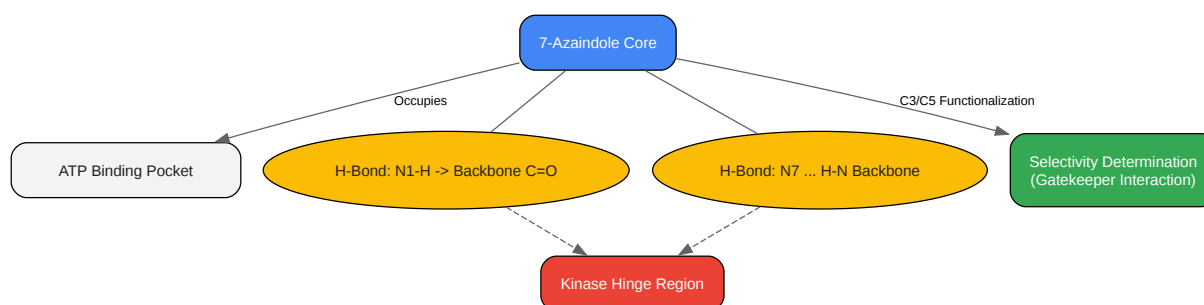 7-Azaindole Core
Occupies
C3/C5 Functionalization
ATP Binding Pocket
H-Bond: N1-H -> Backbone C=O
H-Bond: N7 ... H-N Backbone
Selectivity Determination
(Gatekeeper Interaction)
Kinase Hinge Region